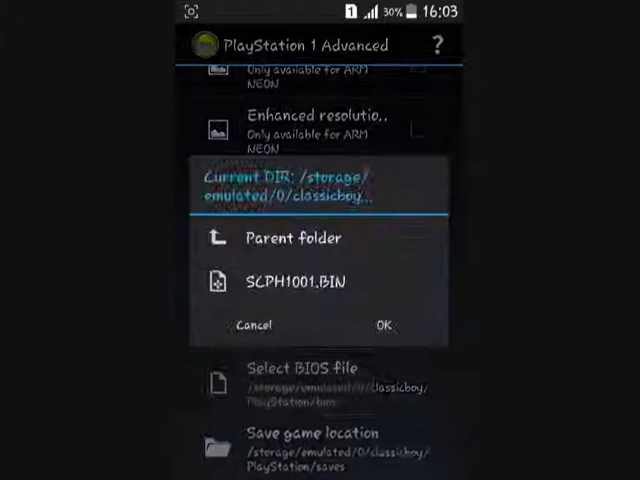 1 30% 16:03
PlayStation 1 Advanced ?
Only available for ARM
NEON
Enhanced resolutio..
Only available for ARM
NEON
Current DIR: /storage/
emulated/0/classicboy...
Parent folder
SCPH1001.BIN
Cancel OK
Select BIOS file
/storage/emulated/0/classicboy/
PlayStation/bios
Save game location
/storage/emulated/0/classicboy/
PlayStation/saves